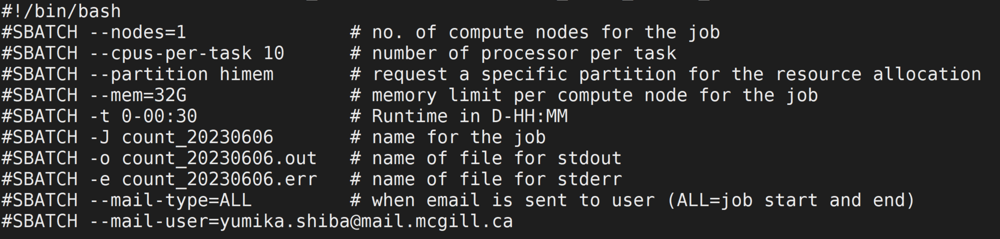 #!/bin/bash
#SBATCH --nodes=1               # no. of compute nodes for the job
#SBATCH --cpus-per-task 10      # number of processor per task
#SBATCH --partition himem       # request a specific partition for the resource allocation
#SBATCH --mem=32G               # memory limit per compute node for the job
#SBATCH -t 0-00:30              # Runtime in D-HH:MM
#SBATCH -J count_20230606       # name for the job
#SBATCH -o count_20230606.out   # name of file for stdout
#SBATCH -e count_20230606.err   # name of file for stderr
#SBATCH --mail-type=ALL         # when email is sent to user (ALL=job start and end)
#SBATCH --mail-user=yumika.shiba@mail.mcgill.ca